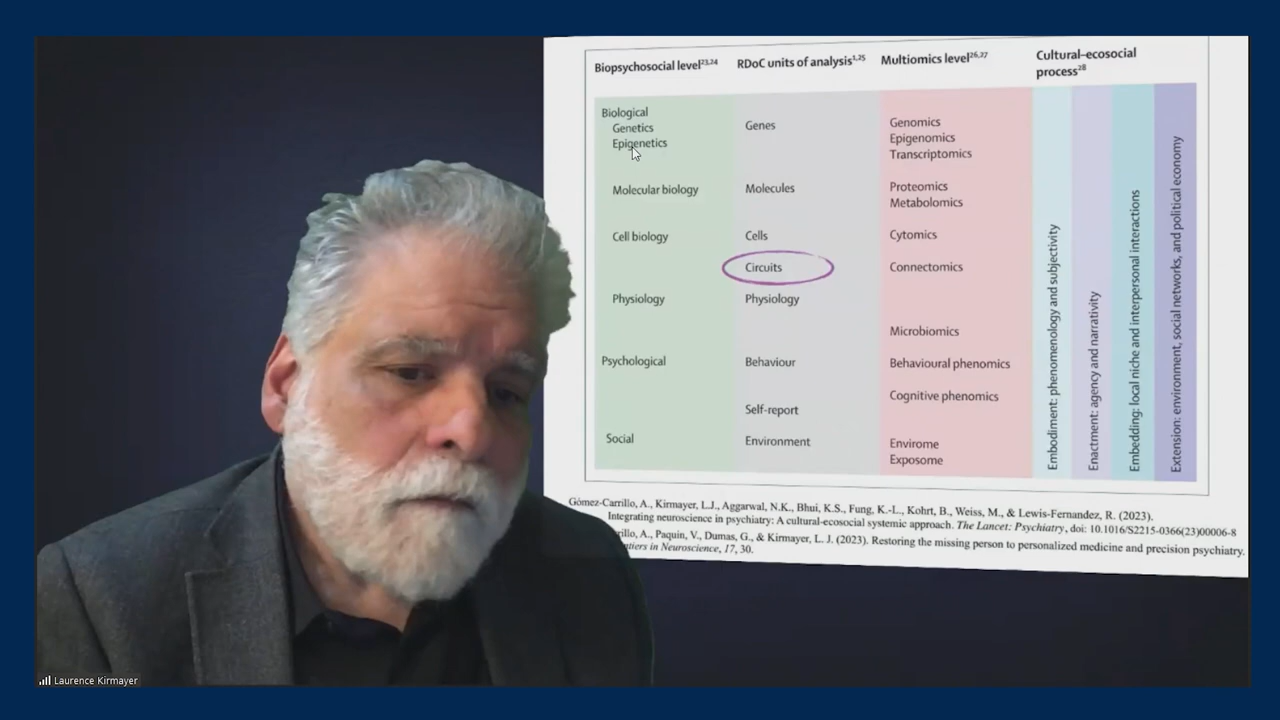 Biopsychosocial level23,24
RDoC units of analysis1,25
Multiomics level26,27
Cultural–ecosocial
process28
Biological
Genetics
Epigenetics
Molecular biology
Cell biology
Physiology
Psychological
Social
Genes
Molecules
Cells
Circuits
Physiology
Behaviour
Self-report
Environment
Genomics
Epigenomics
Transcriptomics
Proteomics
Metabolomics
Cytomics
Connectomics
Microbiomics
Behavioural phenomics
Cognitive phenomics
Envirome
Exposome
Embodiment: phenomenology and subjectivity
Enactment: agency and narrativity
Embedding: local niche and interpersonal interactions
Extension: environment, social networks, and political economy
Gómez-Carrillo, A., Kirmayer, L.J., Aggarwal, N.K., Bhui, K.S., Fung, K.-L., Kohrt, B., Weiss, M., & Lewis-Fernandez, R. (2023).
Integrating neuroscience in psychiatry: A cultural-ecosocial systemic approach. The Lancet: Psychiatry, doi: 10.1016/S2215-0366(23)00006-8
A., Paquin, V., Dumas, G., & Kirmayer, L. J. (2023). Restoring the missing person to personalized medicine and precision psychiatry.
in Neuroscience, 17, 30.
Laurence Kirmayer